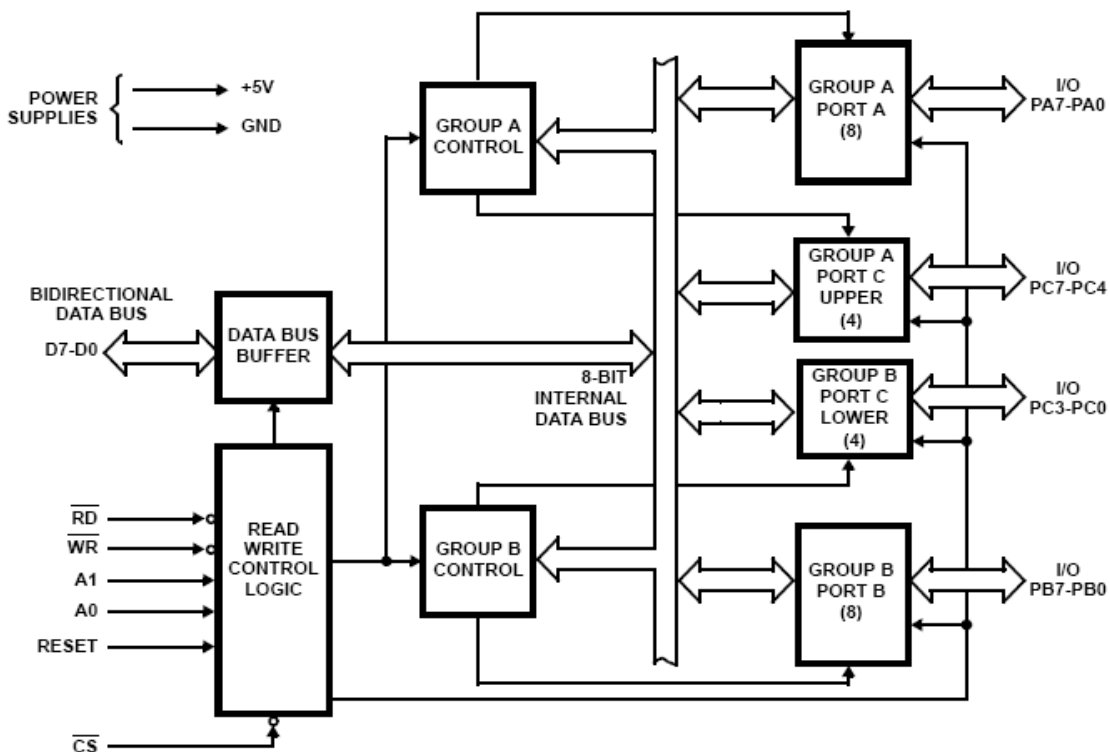 POWER
SUPPLIES
+5V
GND
GROUP A
CONTROL
GROUP A
PORT A
(8)
I/O
PA7-PA0
GROUP A
PORT C
UPPER
(4)
I/O
PC7-PC4
BIDIRECTIONAL
DATA BUS
D7-D0
DATA BUS
BUFFER
8-BIT
INTERNAL
DATA BUS
GROUP B
PORT C
LOWER
(4)
I/O
PC3-PC0
RD
WR
A1
A0
RESET
CS
READ
WRITE
CONTROL
LOGIC
GROUP B
CONTROL
GROUP B
PORT B
(8)
I/O
PB7-PB0